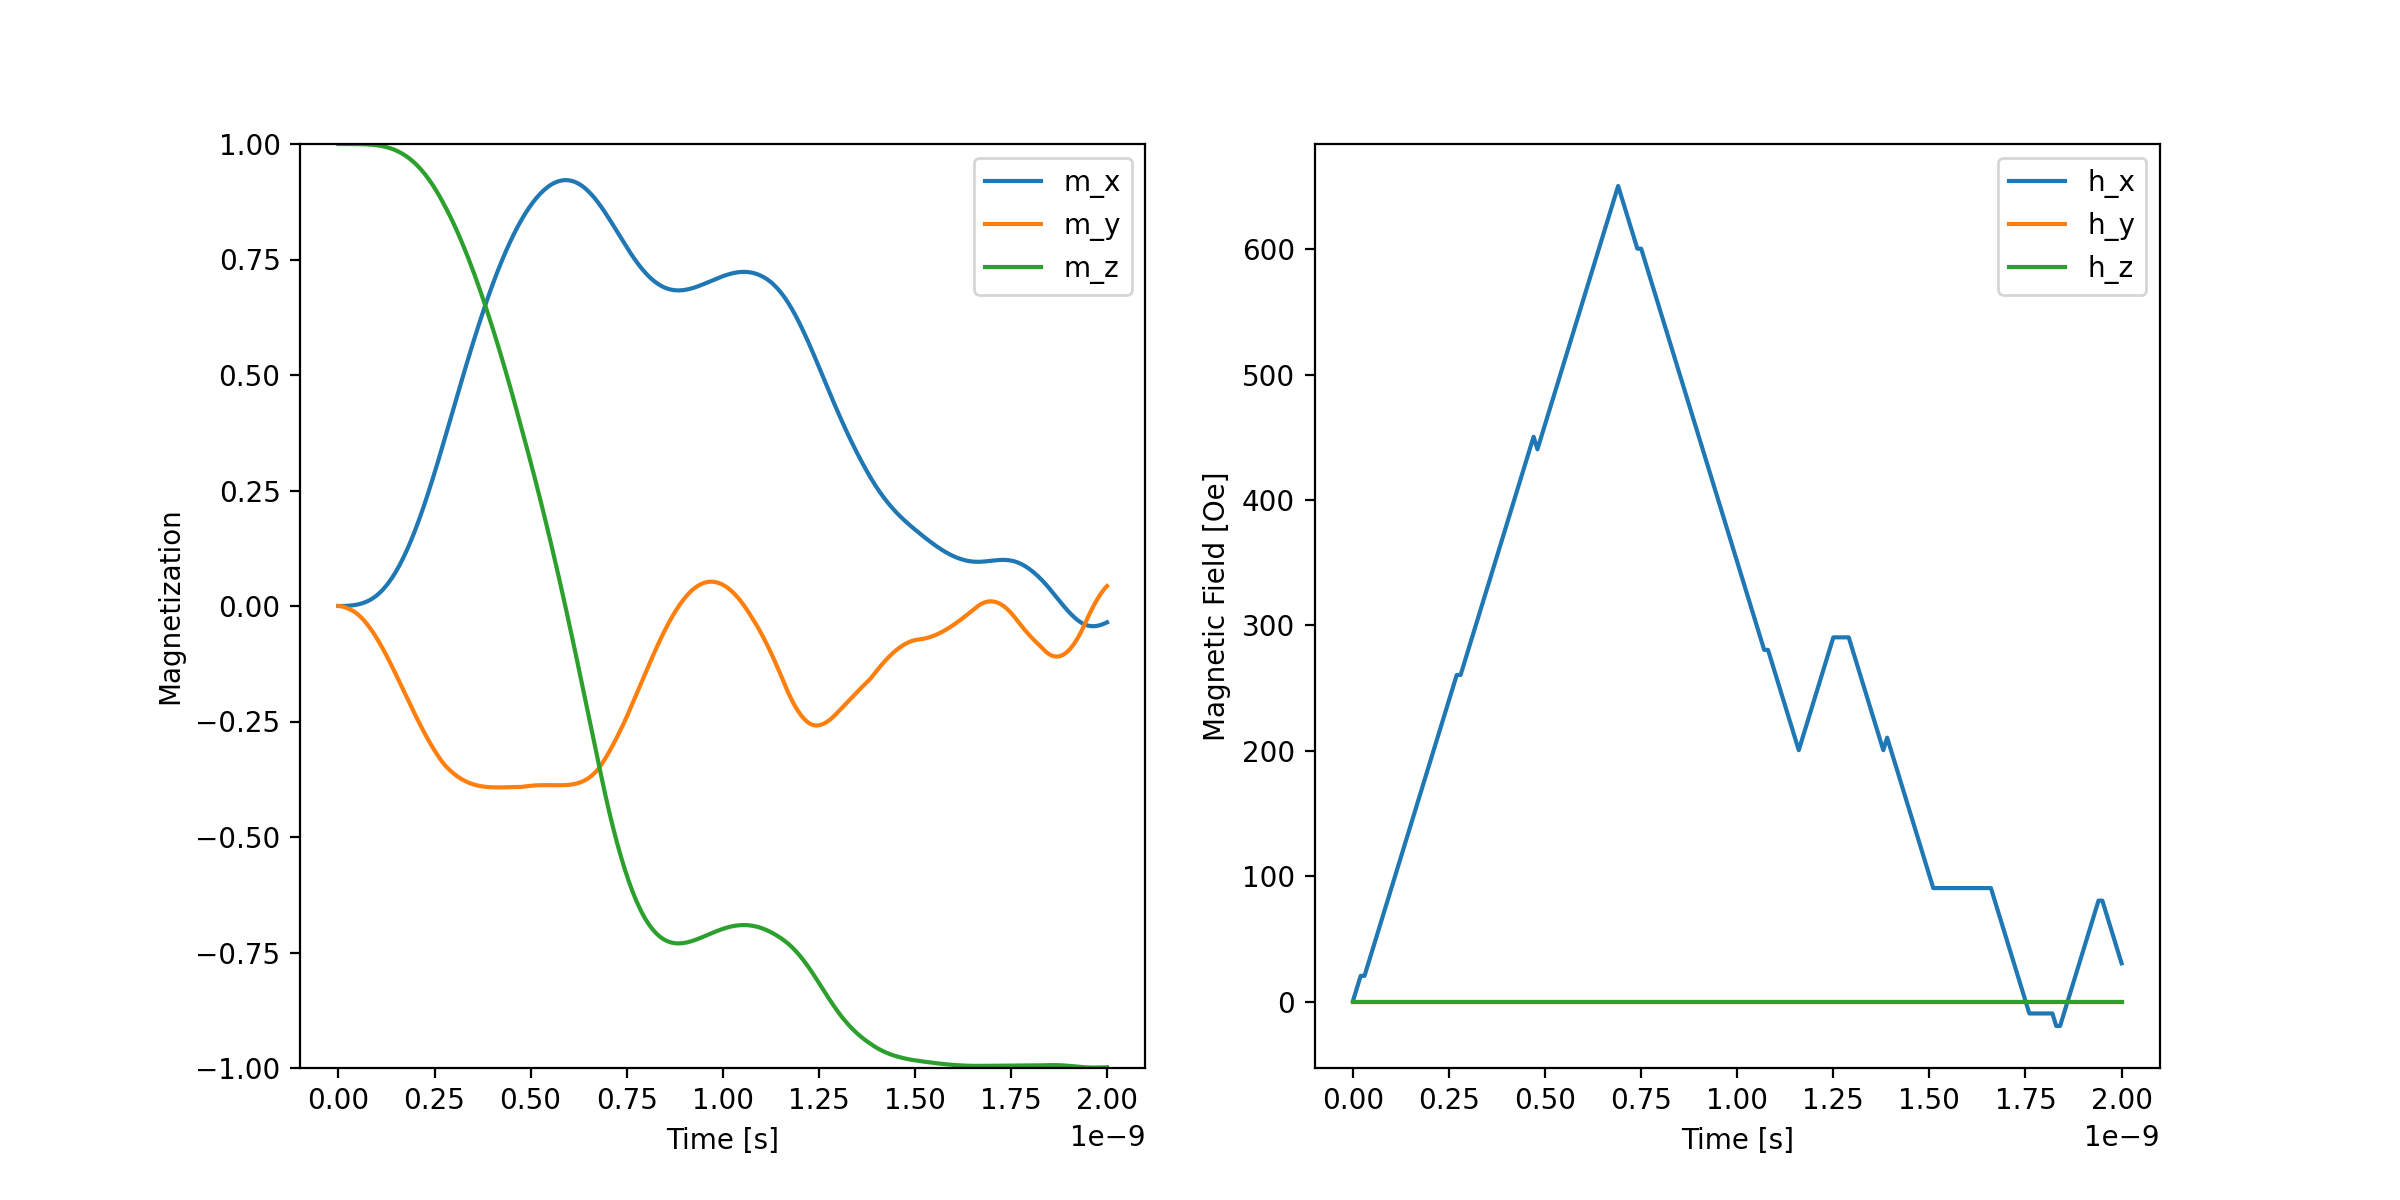 1.00
0.75
0.50
0.25
0.00
−0.25
−0.50
−0.75
−1.00
Magnetization
m_x
m_y
m_z
0.00 0.25 0.50 0.75 1.00 1.25 1.50 1.75 2.00
Time [s]
1e−9
600
500
400
300
200
100
0
Magnetic Field [Oe]
h_x
h_y
h_z
0.00 0.25 0.50 0.75 1.00 1.25 1.50 1.75 2.00
Time [s]
1e−9